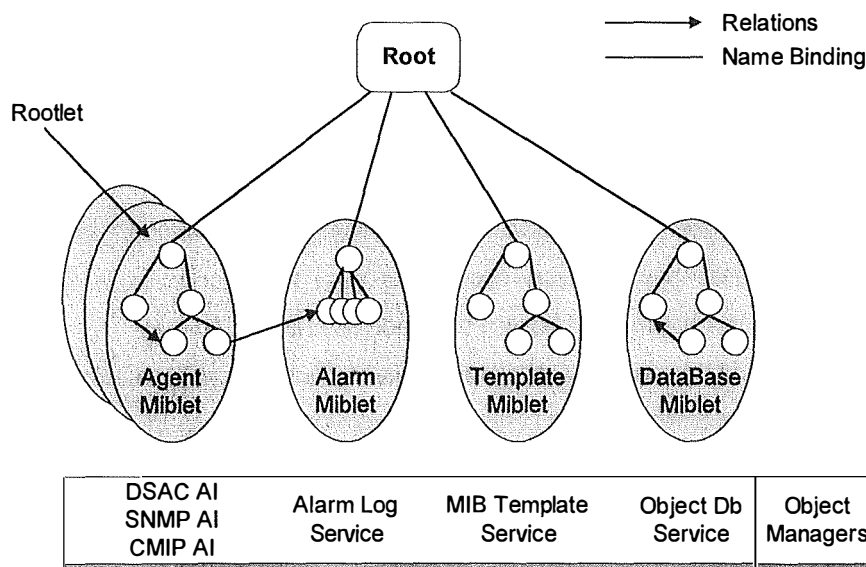 Relations
Root
Name Binding
Rootlet
Agent
Miblet
Alarm
Miblet
Template
Miblet
DataBase
Miblet
DSAC AI
SNMP AI
CMIP AI
Alarm Log
Service
MIB Template
Service
Object Db
Service
Object
Managers